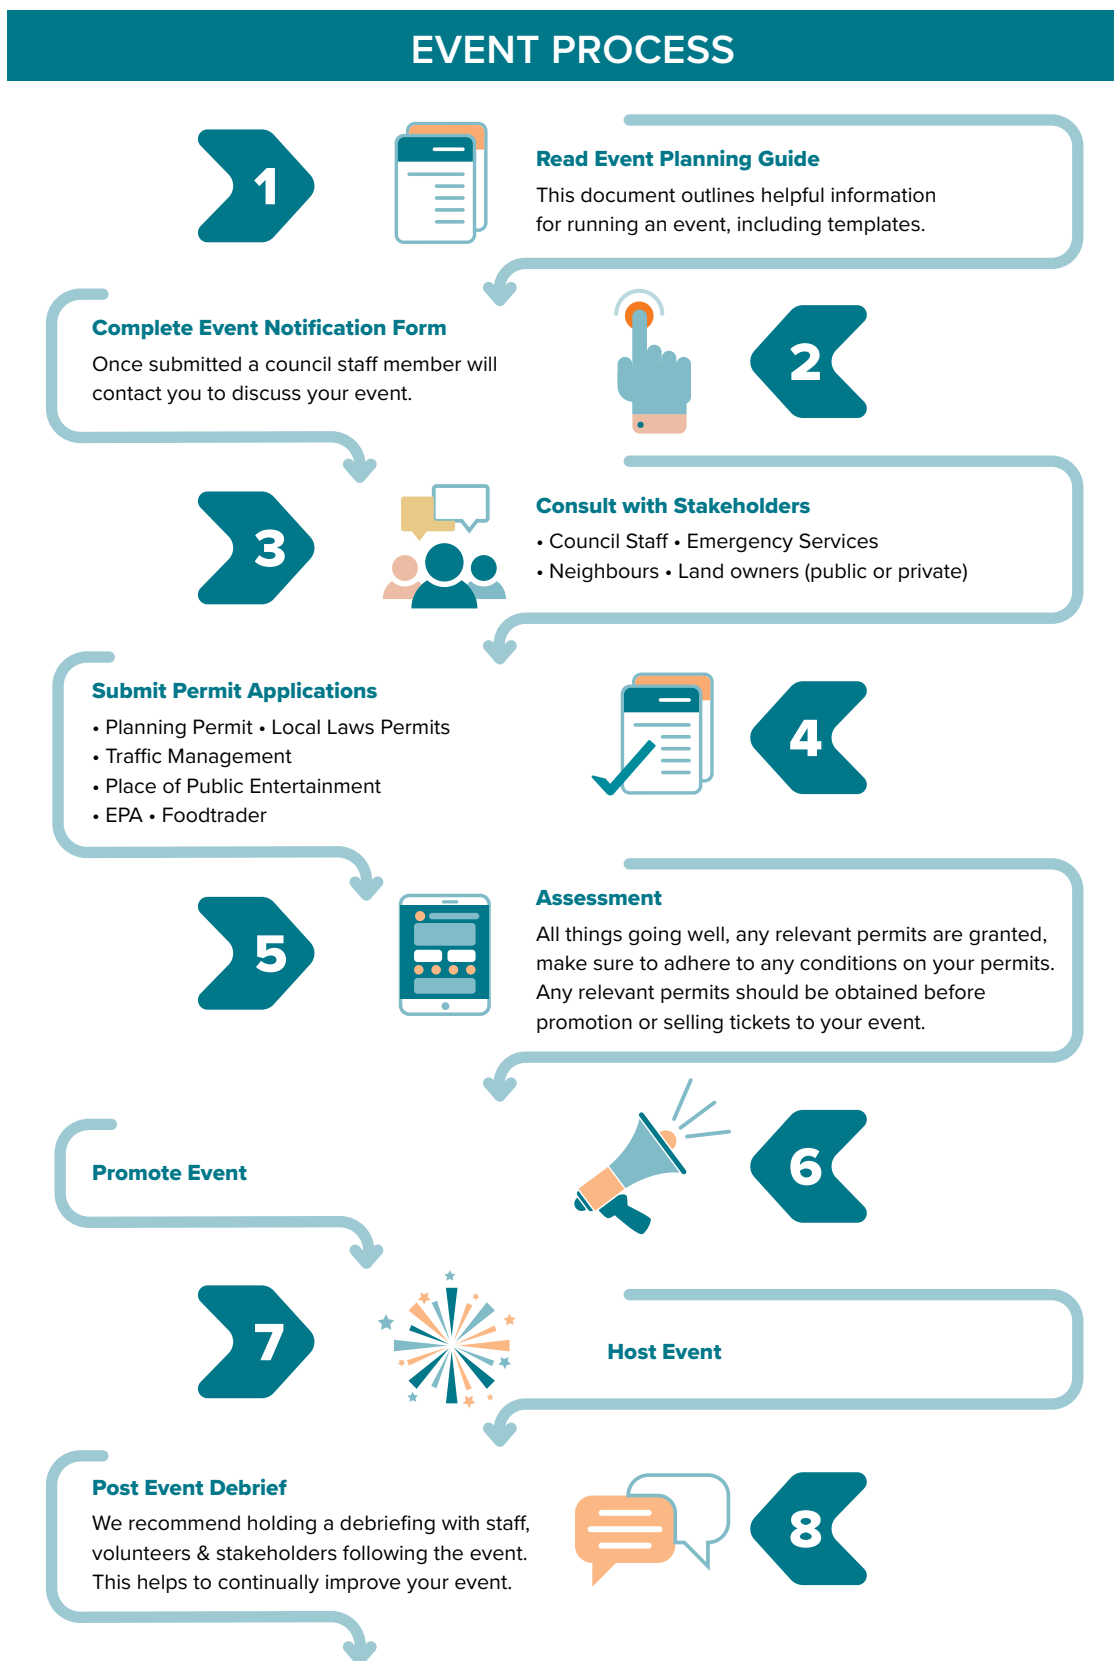 EVENT PROCESS
1
Read Event Planning Guide
This document outlines helpful information
for running an event, including templates.
Complete Event Notification Form
Once submitted a council staff member will
contact you to discuss your event.
2
3
Consult with Stakeholders
• Council Staff • Emergency Services
• Neighbours • Land owners (public or private)
Submit Permit Applications
• Planning Permit • Local Laws Permits
• Traffic Management
• Place of Public Entertainment
• EPA • Foodtrader
4
5
Assessment
All things going well, any relevant permits are granted,
make sure to adhere to any conditions on your permits.
Any relevant permits should be obtained before
promotion or selling tickets to your event.
Promote Event
6
7
Host Event
Post Event Debrief
We recommend holding a debriefing with staff,
volunteers & stakeholders following the event.
This helps to continually improve your event.
8